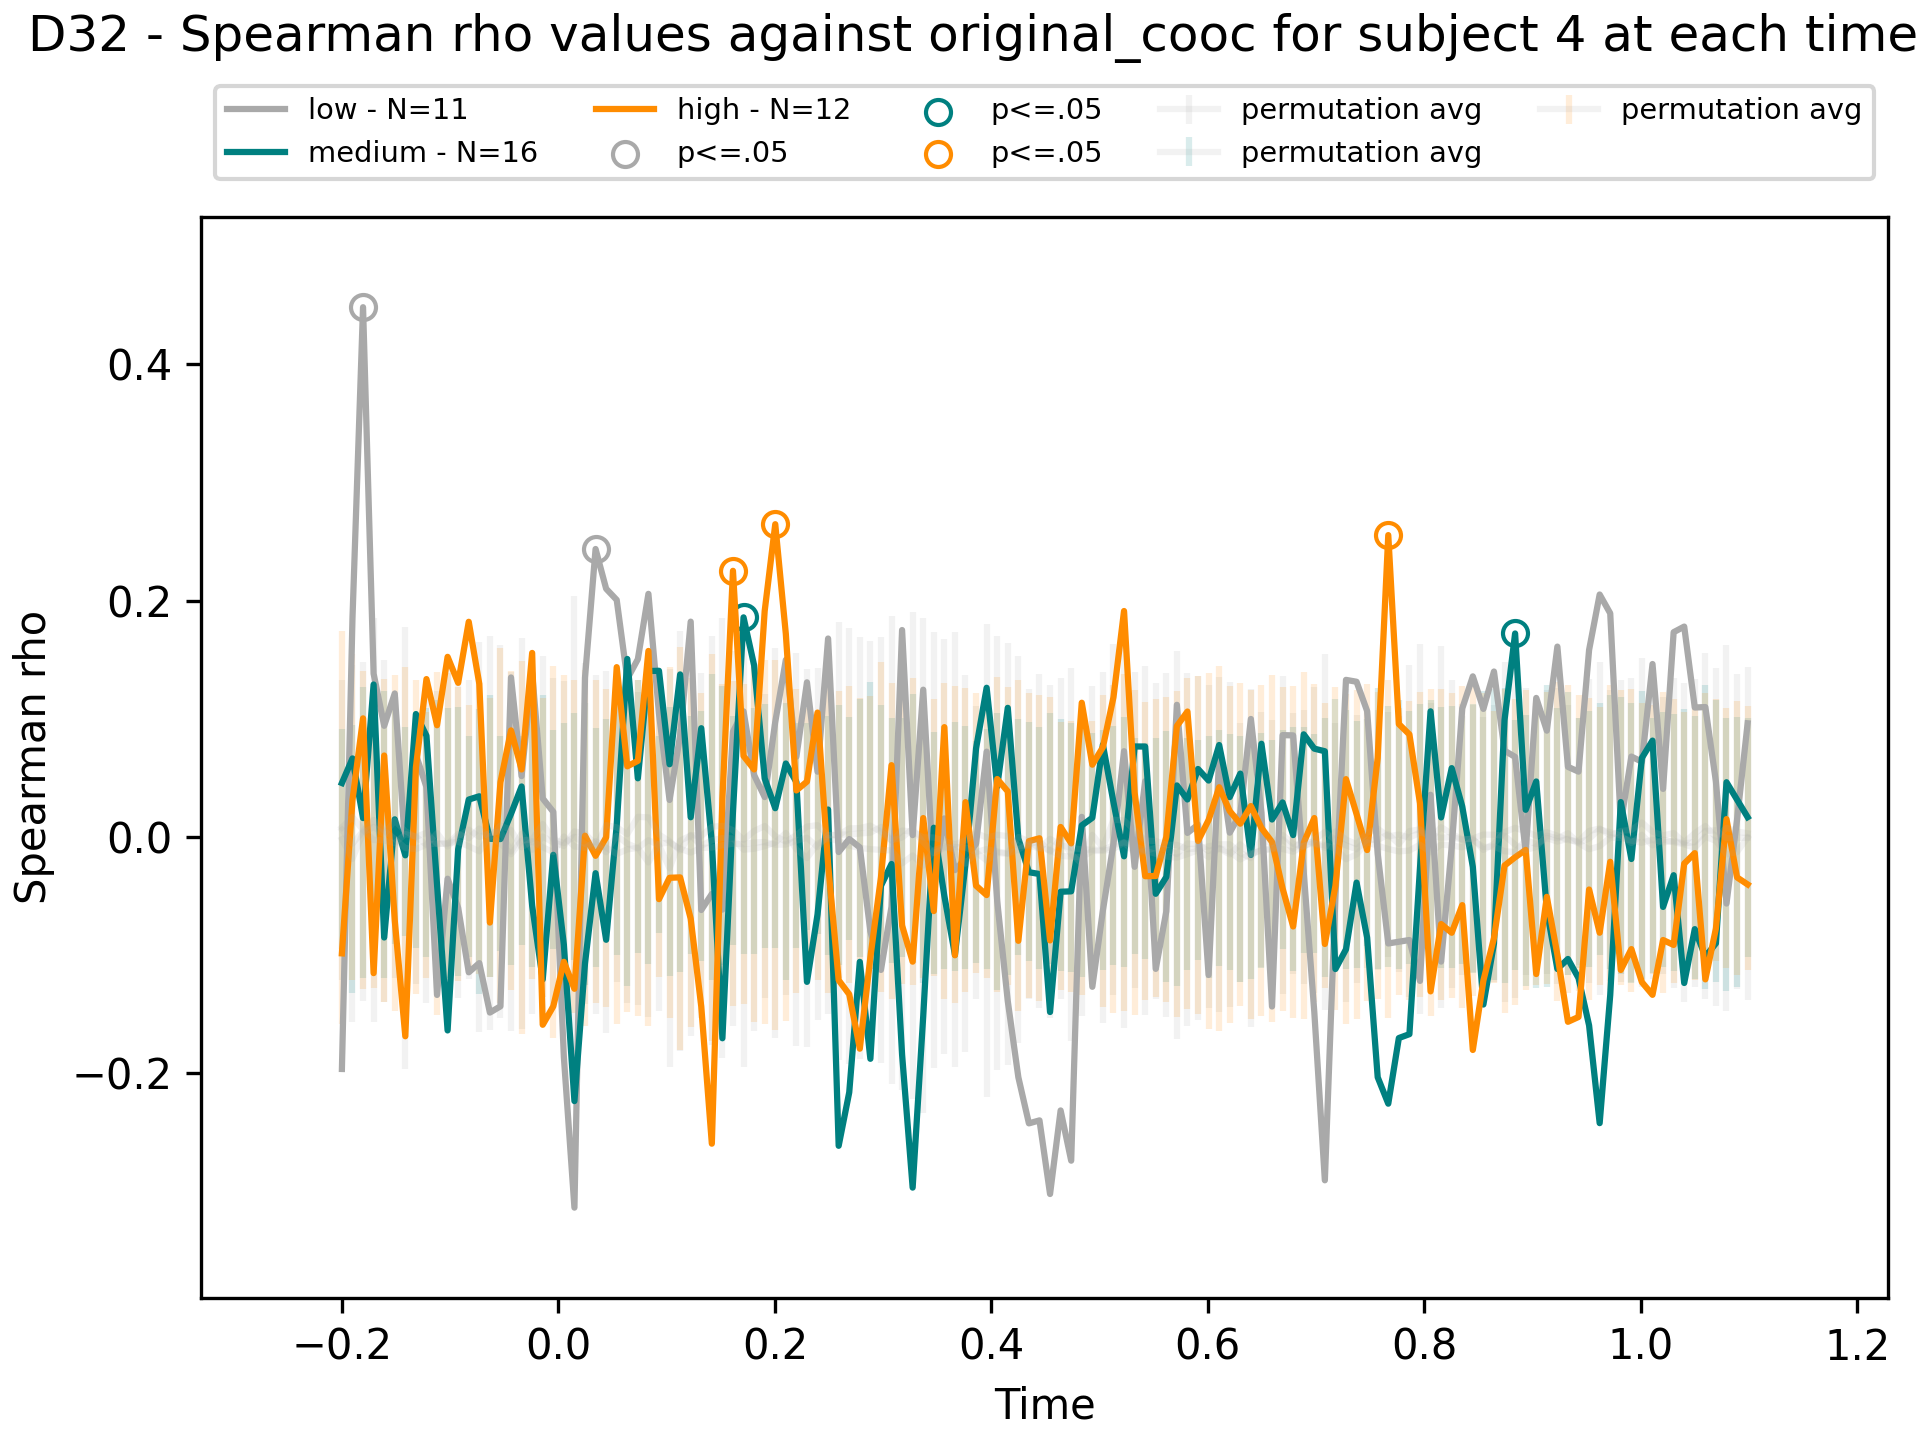 D32 - Spearman rho values against original_cooc for subject 4 at each time
low - N=11
medium - N=16
high - N=12
p<=.05
p<=.05
p<=.05
permutation avg
permutation avg
permutation avg
Spearman rho
0.4
0.2
0.0
−0.2
−0.2
0.0
0.2
0.4
0.6
0.8
1.0
1.2
Time